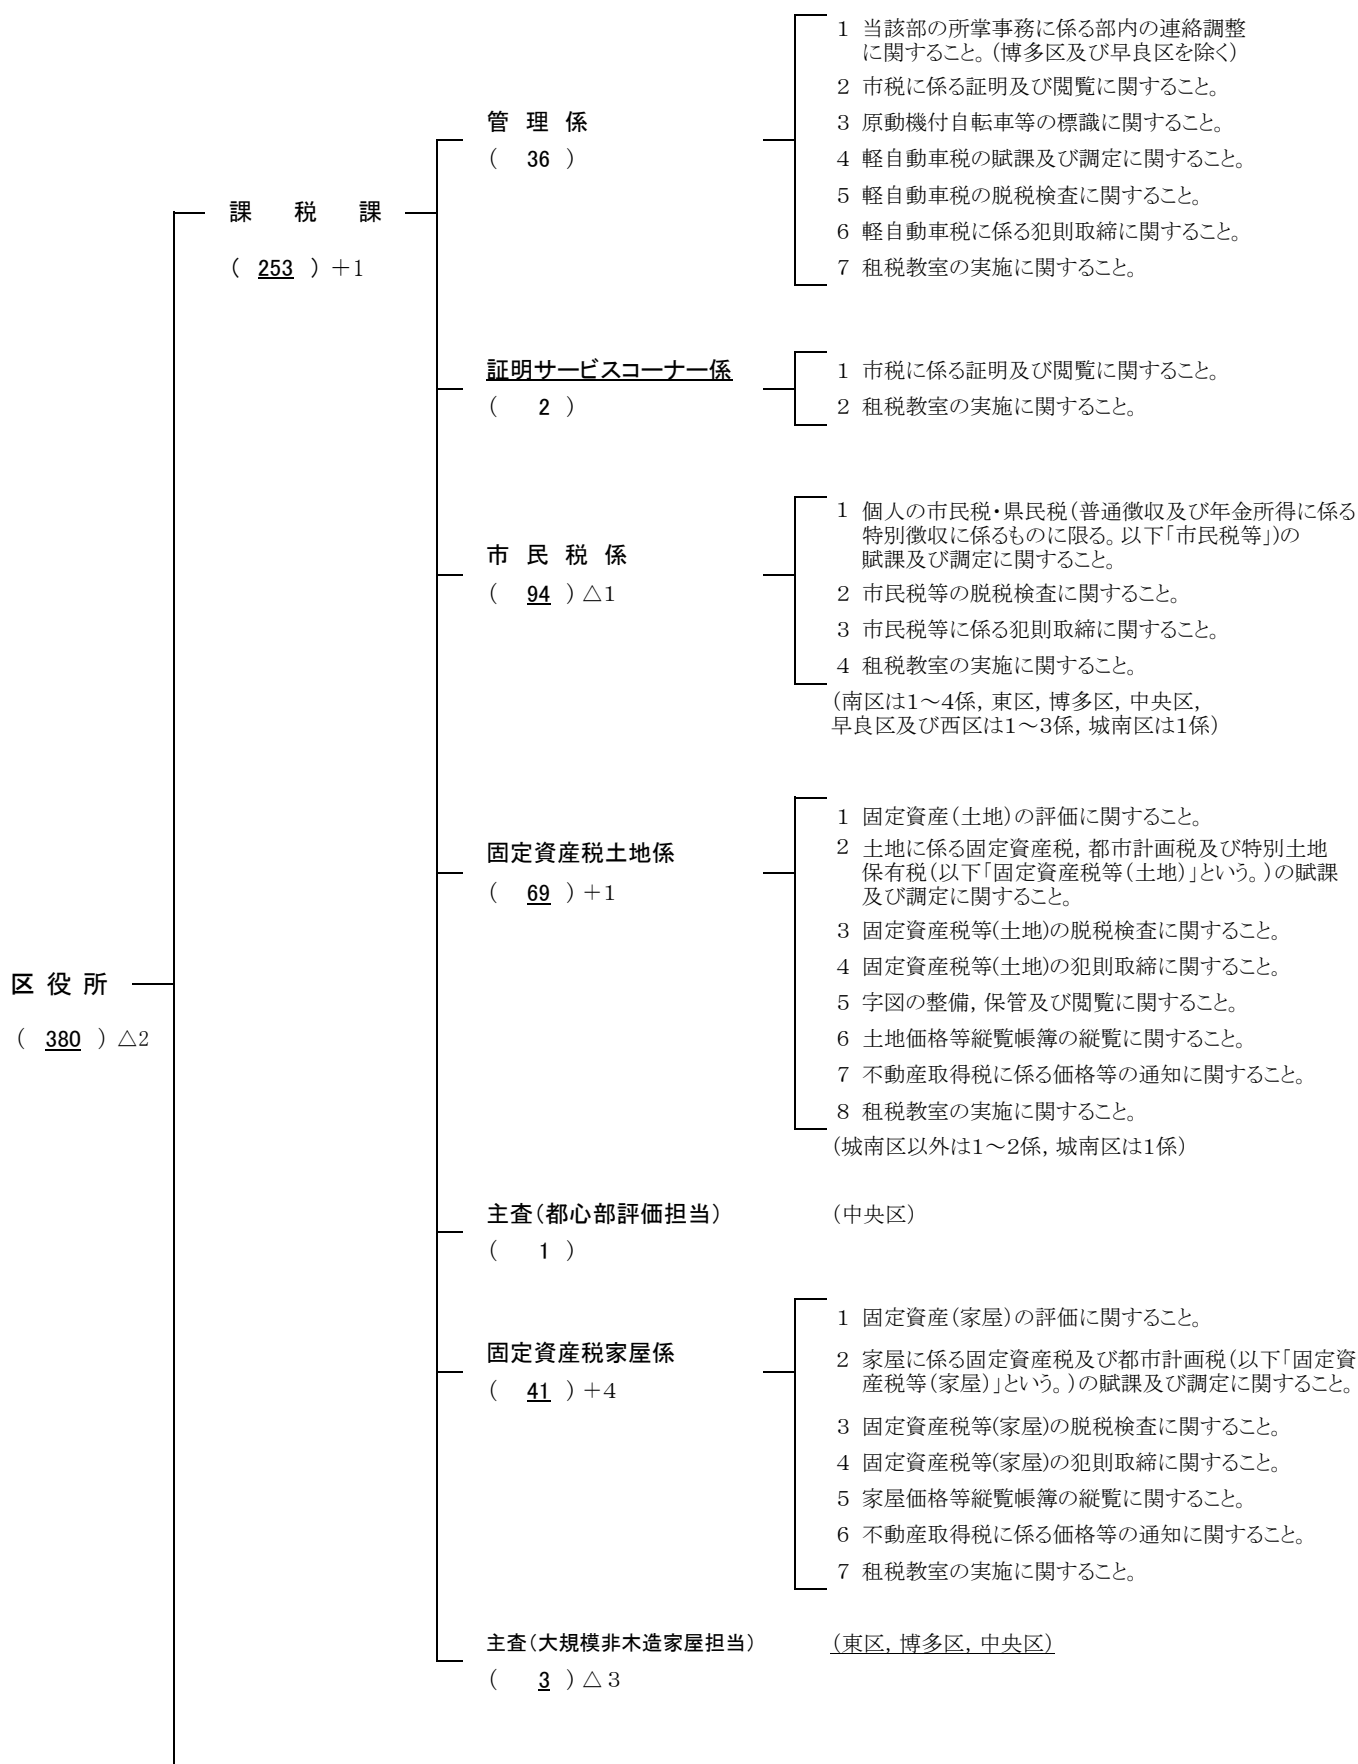 区役所
( 380 ) △2
課税課
( 253 ) +1
管理係
( 36 )
1 当該部の所掌事務に係る部内の連絡調整
に関すること。(博多区及び早良区を除く)
2 市税に係る証明及び閲覧に関すること。
3 原動機付自転車等の標識に関すること。
4 軽自動車税の賦課及び調定に関すること。
5 軽自動車税の脱税検査に関すること。
6 軽自動車税に係る犯則取締に関すること。
7 租税教室の実施に関すること。
証明サービスコーナー係
( 2 )
1 市税に係る証明及び閲覧に関すること。
2 租税教室の実施に関すること。
市民税係
( 94 ) △1
1 個人の市民税・県民税(普通徴収及び年金所得に係る
特別徴収に係るものに限る。以下「市民税等」)の
賦課及び調定に関すること。
2 市民税等の脱税検査に関すること。
3 市民税等に係る犯則取締に関すること。
4 租税教室の実施に関すること。
(南区は1～4係, 東区, 博多区, 中央区,
早良区及び西区は1～3係, 城南区は1係)
固定資産税土地係
( 69 ) +1
1 固定資産(土地)の評価に関すること。
2 土地に係る固定資産税, 都市計画税及び特別土地
保有税(以下「固定資産税等(土地)」という。)の賦課
及び調定に関すること。
3 固定資産税等(土地)の脱税検査に関すること。
4 固定資産税等(土地)の犯則取締に関すること。
5 字図の整備, 保管及び閲覧に関すること。
6 土地価格等縦覧帳簿の縦覧に関すること。
7 不動産取得税に係る価格等の通知に関すること。
8 租税教室の実施に関すること。
(城南区以外は1～2係, 城南区は1係)
主査(都心部評価担当)
( 1 )
(中央区)
固定資産税家屋係
( 41 ) +4
1 固定資産(家屋)の評価に関すること。
2 家屋に係る固定資産税及び都市計画税(以下「固定資
産税等(家屋)」という。)の賦課及び調定に関すること。
3 固定資産税等(家屋)の脱税検査に関すること。
4 固定資産税等(家屋)の犯則取締に関すること。
5 家屋価格等縦覧帳簿の縦覧に関すること。
6 不動産取得税に係る価格等の通知に関すること。
7 租税教室の実施に関すること。
主査(大規模非木造家屋担当)
( 3 ) △3
(東区, 博多区, 中央区)